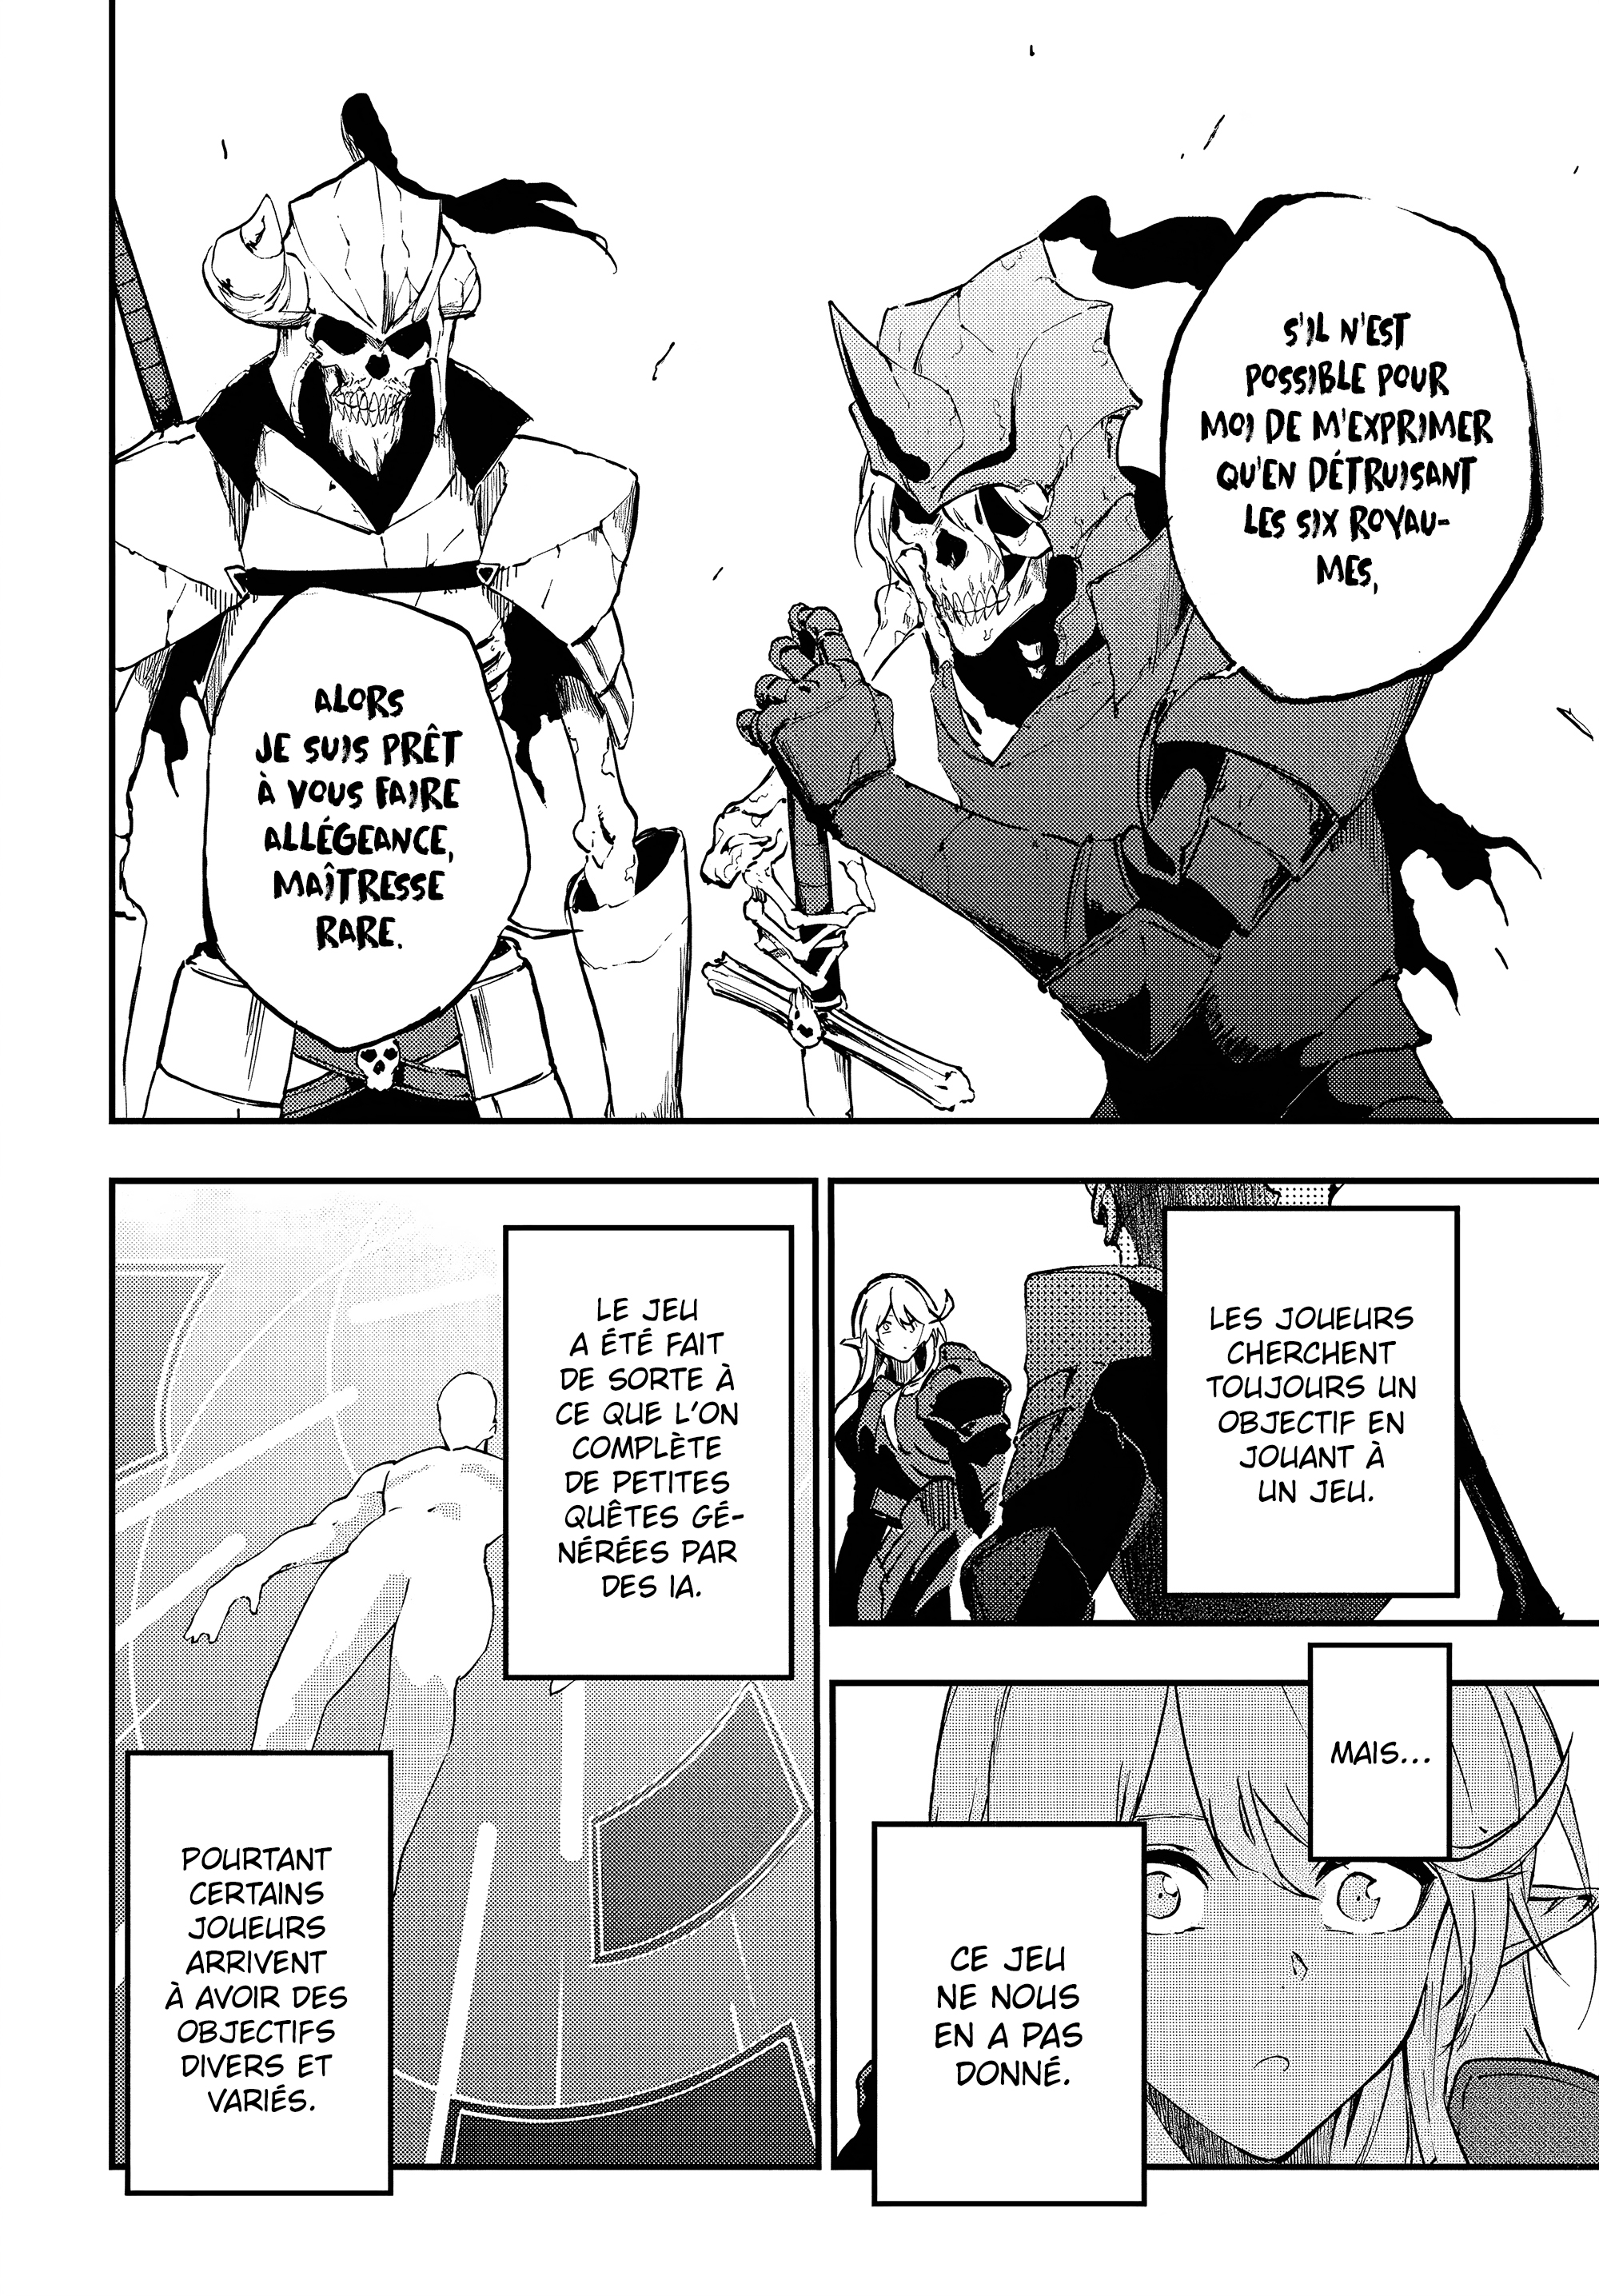 S'IL N'EST
POSSIBLE POUR
MOI DE M'EXPRIMER
QU'EN DÉTRUISANT
LES SIX ROYAU-
MES,
ALORS
JE SUIS PRÊT
À VOUS FAIRE
ALLÉGEANCE,
MAÎTRESSE
RARE.
LES JOUEURS
CHERCHENT
TOUJOURS UN
OBJECTIF EN
JOUANT À
UN JEU.
MAIS...
CE JEU
NE NOUS
EN A PAS
DONNÉ.
LE JEU
A ÉTÉ FAIT
DE SORTE À
CE QUE L'ON
COMPLÈTE
DE PETITES
QUÊTES GÉ-
NÉRÉES PAR
DES IA.
POURTANT
CERTAINS
JOUEURS
ARRIVENT
À AVOIR DES
OBJECTIFS
DIVERS ET
VARIÉS.